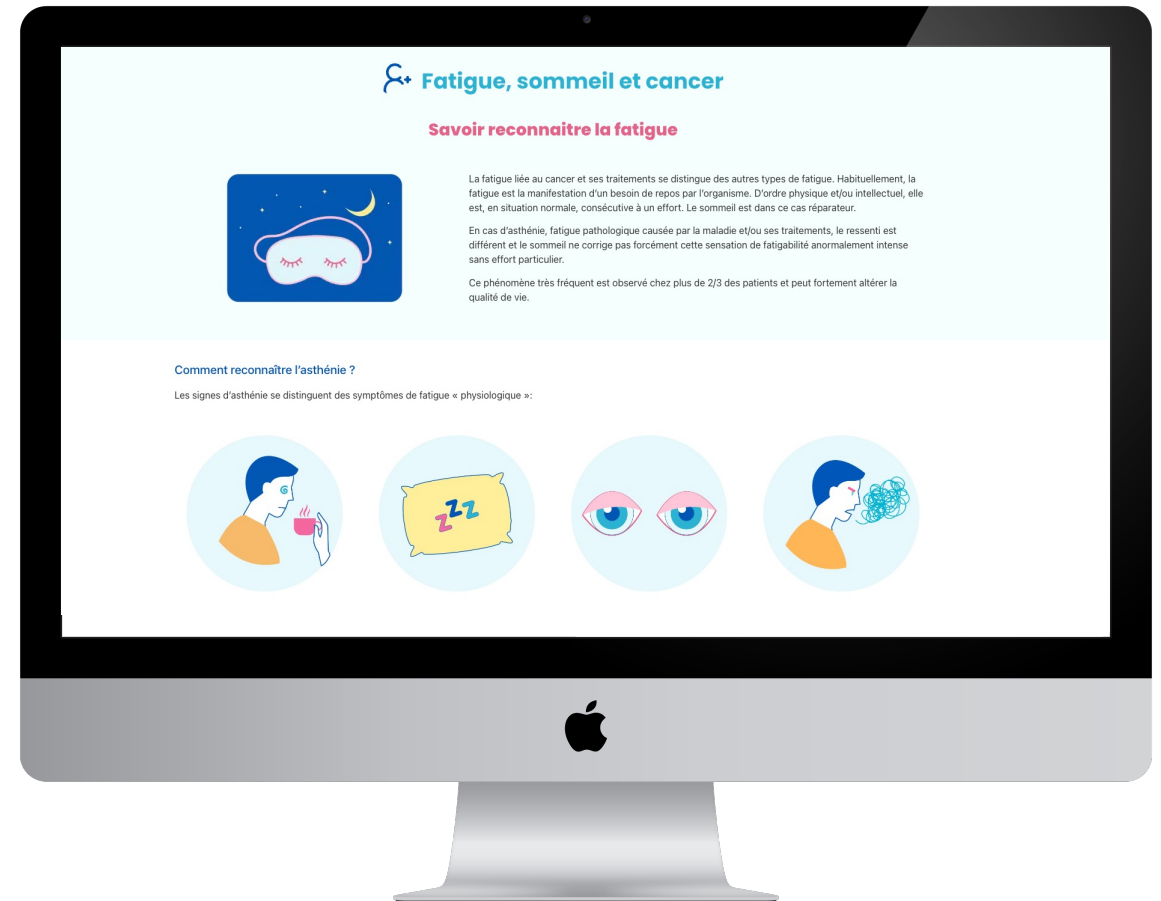 Fatigue, sommeil et cancer
Savoir reconnaitre la fatigue
La fatigue liée au cancer et ses traitements se distingue des autres types de fatigue. Habituellement, la
fatigue est la manifestation d'un besoin de repos par l'organisme. D'ordre physique et/ou intellectuel, elle
est, en situation normale, consécutive à un effort. Le sommeil est dans ce cas réparateur.
En cas d'asthénie, fatigue pathologique causée par la maladie et/ou ses traitements, le ressenti est
différent et le sommeil ne corrige pas forcément cette sensation de fatigabilité anormalement intense
sans effort particulier.
Ce phénomène très fréquent est observé chez plus de 2/3 des patients et peut fortement altérer la
qualité de vie.
Comment reconnaître l'asthénie ?
Les signes d'asthénie se distinguent des symptômes de fatigue « physiologique »:
zZZ